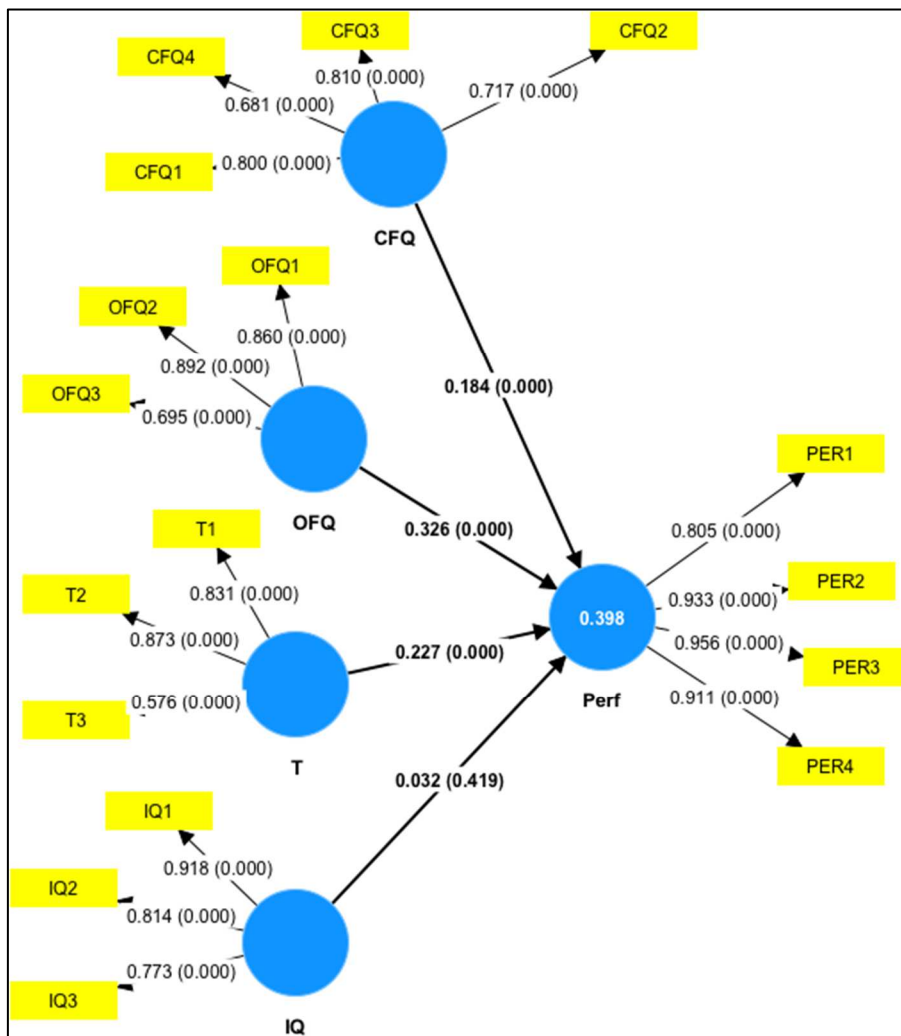 CFQ3
CFQ2
CFQ4
0.810 (0.000)
0.717 (0.000)
0.681 (0.000)
CFQ1
0.800 (0.000)
CFQ
OFQ1
OFQ2
0.860 (0.000)
0.892 (0.000)
OFQ3
0.695 (0.000)
0.184 (0.000)
OFQ
PER1
T1
0.326 (0.000)
0.805 (0.000)
T2
0.831 (0.000)
PER2
0.933 (0.000)
0.398
0.873 (0.000)
0.227 (0.000)
0.956 (0.000)
PER3
T3
0.576 (0.000)
Perf
0.911 (0.000)
T
PER4
0.032 (0.419)
IQ1
0.918 (0.000)
IQ2
0.814 (0.000)
0.773 (0.000)
IQ3
IQ